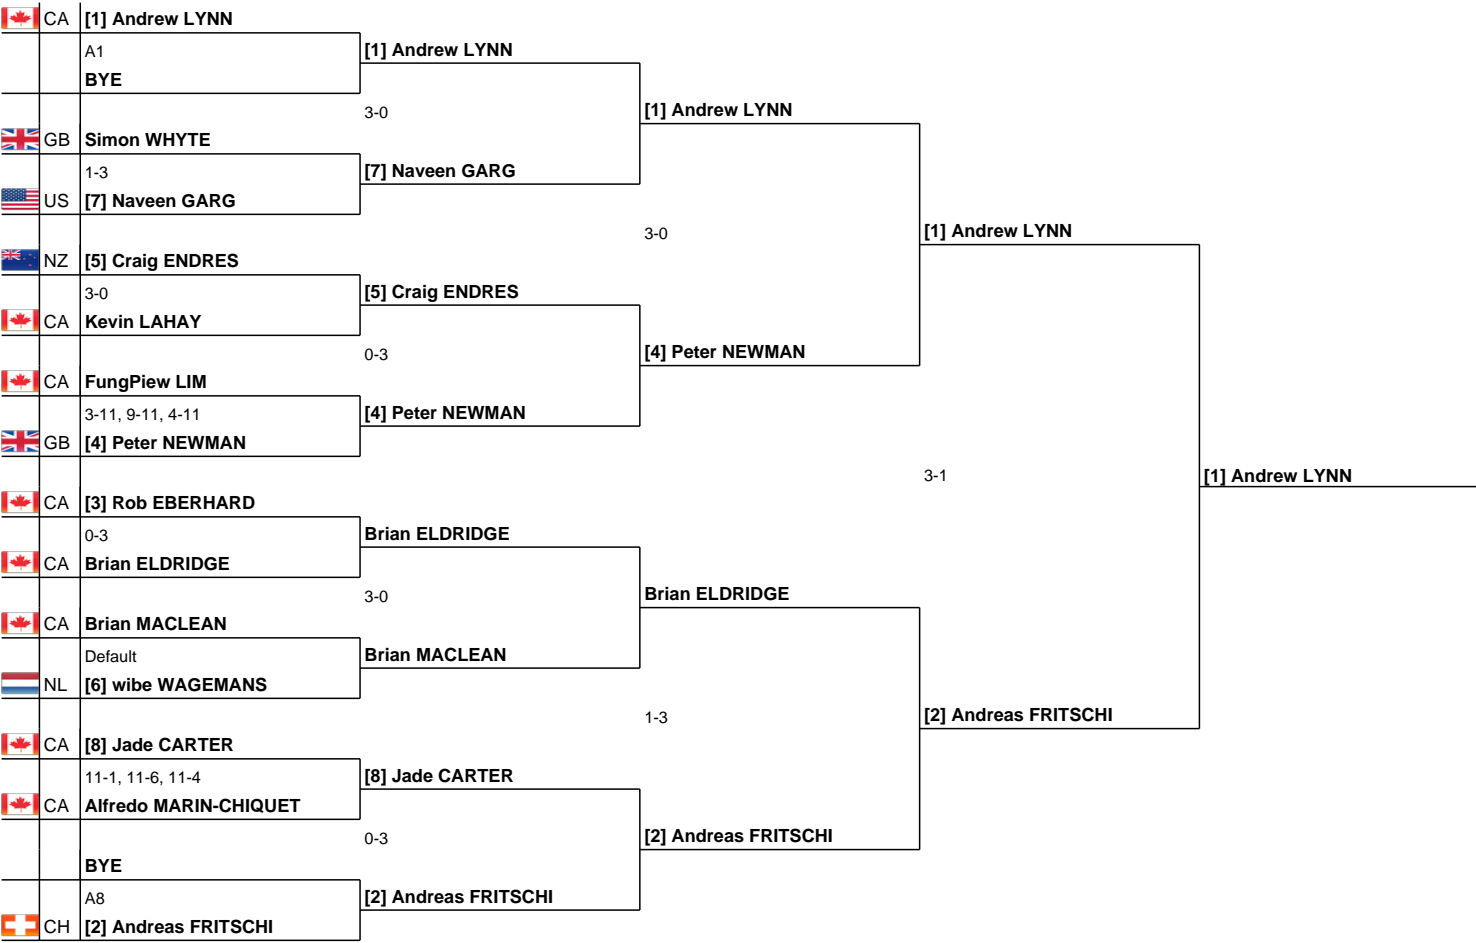 CA [1] Andrew LYNN
A1
[1] Andrew LYNN
BYE
3-0
[1] Andrew LYNN
GB Simon WHYTE
1-3
[7] Naveen GARG
US [7] Naveen GARG
3-0
[1] Andrew LYNN
NZ [5] Craig ENDRES
3-0
[5] Craig ENDRES
CA Kevin LAHAY
0-3
[4] Peter NEWMAN
CA FungPiew LIM
3-11, 9-11, 4-11
[4] Peter NEWMAN
GB [4] Peter NEWMAN
3-1
[1] Andrew LYNN
CA [3] Rob EBERHARD
0-3
Brian ELDRIDGE
CA Brian ELDRIDGE
3-0
Brian ELDRIDGE
CA Brian MACLEAN
Default
Brian MACLEAN
NL [6] wibe WAGEMANS
1-3
[2] Andreas FRITSCHI
CA [8] Jade CARTER
11-1, 11-6, 11-4
[8] Jade CARTER
CA Alfredo MARIN-CHIQUET
0-3
[2] Andreas FRITSCHI
BYE
A8
[2] Andreas FRITSCHI
CH [2] Andreas FRITSCHI